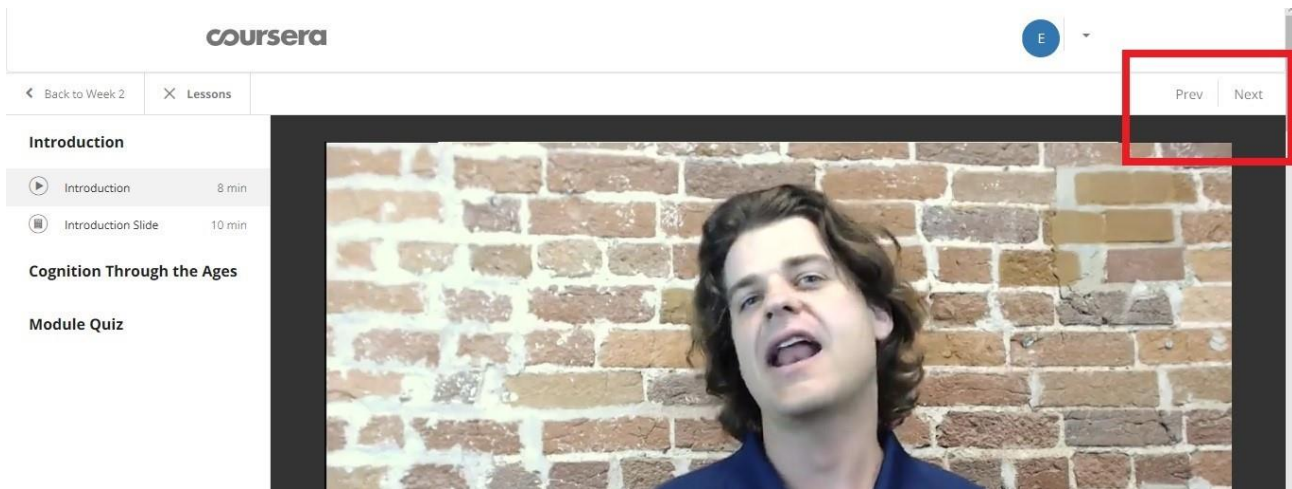 coursera
E
Back to Week 2 Lessons Prev Next
Introduction
Introduction 8 min
Introduction Slide 10 min
Cognition Through the Ages
Module Quiz